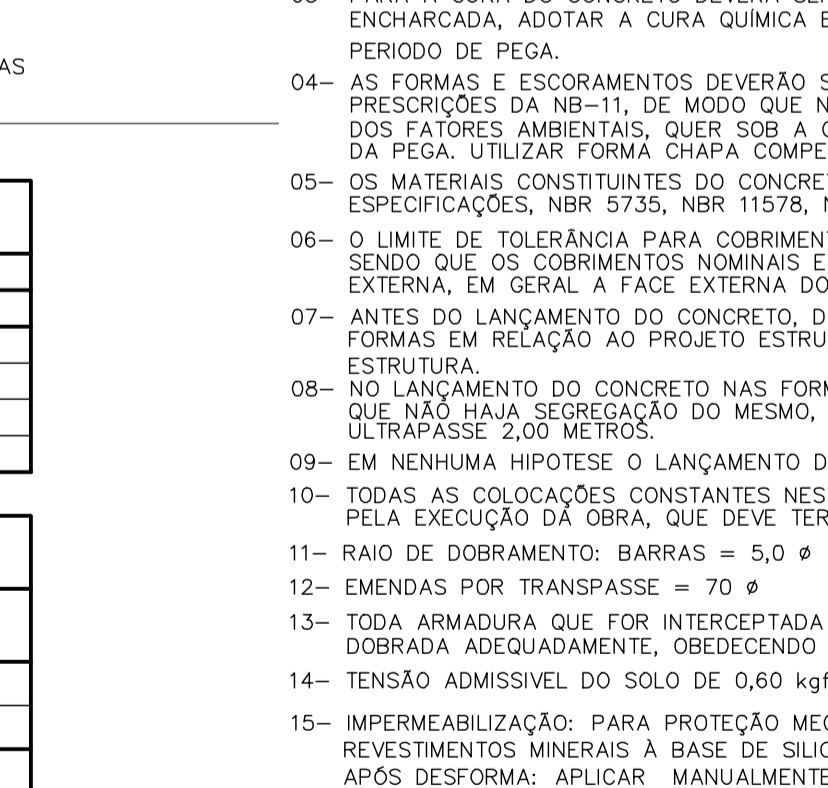 AS
ENCHARCADA, ADOTAR A CURA QUÍMICA E
PERIODO DE PEGA.
04– AS FORMAS E ESCORAMENTOS DEVERÃO S
PRESCRIÇÕES DA NB–11, DE MODO QUE N
DOS FATORES AMBIENTAIS, QUER SOB A
DA PEGA. UTILIZAR FORMA CHAPA COMPE
05– OS MATERIAIS CONSTITUINTES DO CONCRE
ESPECIFICAÇÕES, NBR 5735, NBR 11578,
06– O LIMITE DE TOLERÂNCIA PARA COBRIMEN
SENDO QUE OS COBRIMENTOS NOMINAIS E
EXTERNA, EM GERAL A FACE EXTERNA DO
07– ANTES DO LANÇAMENTO DO CONCRETO, D
FORMAS EM RELAÇÃO AO PROJETO ESTRU
ESTRUTURA.
08– NO LANÇAMENTO DO CONCRETO NAS FORM
QUE NÃO HAJA SEGREGAÇÃO DO MESMO,
ULTRAPASSE 2,00 METROS.
09– EM NENHUMA HIPOTESE O LANÇAMENTO D
10– TODAS AS COLOCAÇÕES CONSTANTES NES
PELA EXECUÇÃO DA OBRA, QUE DEVE TER
11– RAIO DE DOBRAMENTO: BARRAS = 5,0 ø
12– EMENDAS POR TRANSPASSE = 70 ø
13– TODA ARMADURA QUE FOR INTERCEPTADA
DOBRADA ADEQUADAMENTE, OBEDECENDO
14– TENSÃO ADMISSIVEL DO SOLO DE 0,60 kgf
15– IMPERMEABILIZAÇÃO: PARA PROTEÇÃO MEC
REVESTIMENTOS MINERAIS À BASE DE SILIC
APÓS DESFORMA: APLICAR MANUALMENTE